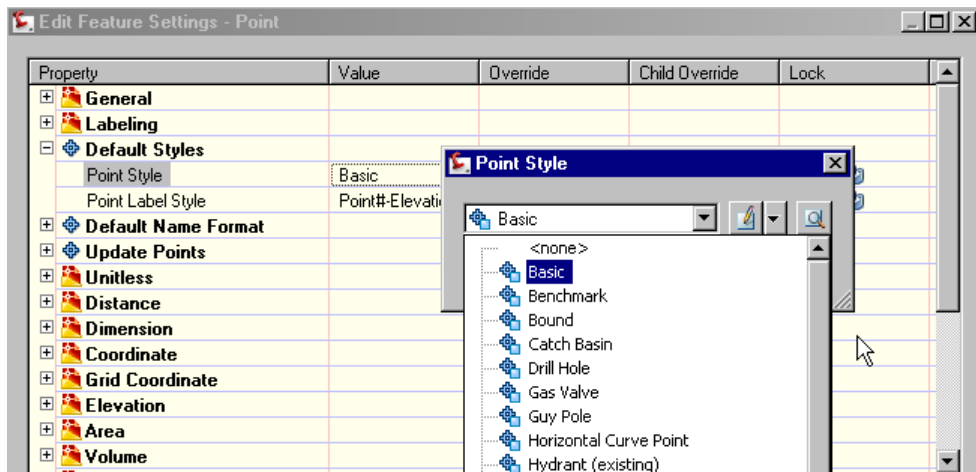 Edit Feature Settings - Point
Property Value Override Child Override Lock
General
Labeling
Default Styles
Point Style Basic
Point Label Style Point#-Elevati
Default Name Format
Update Points
Unitless
Distance
Dimension
Coordinate
Grid Coordinate
Elevation
Area
Volume
Point Style
Basic
<none>
Basic
Benchmark
Bound
Catch Basin
Drill Hole
Gas Valve
Guy Pole
Horizontal Curve Point
Hydrant (existing)